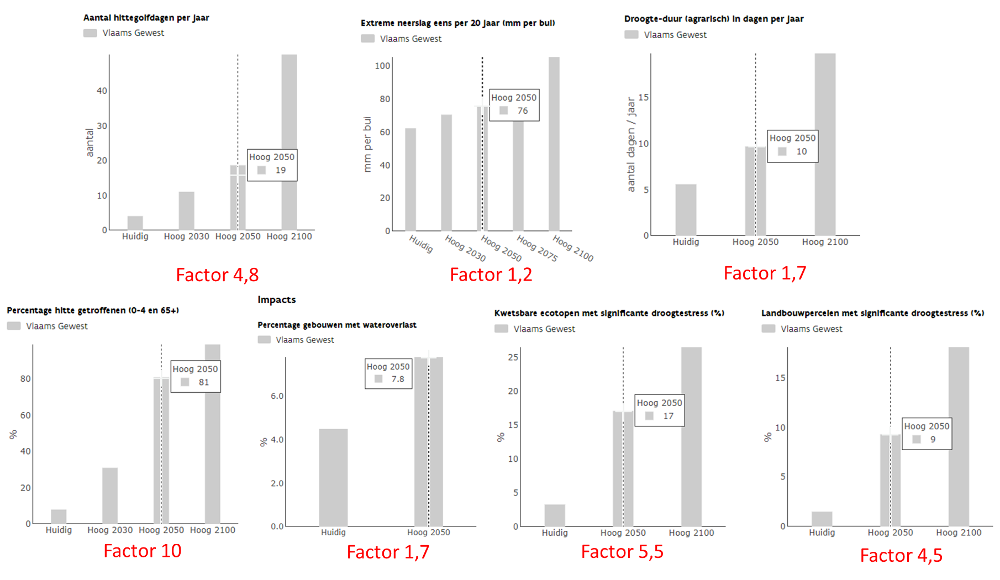 Aantal hittegolfdagen per jaar
Vlaams Gewest
aantal
40
30
20
10
0
Hoog 2050
19
Huidig
Hoog 2030
Hoog 2050
Hoog 2100
Factor 4,8
Extreme neerslag eens per 20 jaar (mm per bui)
Vlaams Gewest
mm per bui
100
80
60
40
20
0
Hoog 2050
76
Huidig
Hoog 2030
Hoog 2050
Hoog 2075
Hoog 2100
Factor 1,2
Droogte-duur (agrarisch) in dagen per jaar
Vlaams Gewest
aantal dagen / jaar
15
10
5
0
Hoog 2050
10
Huidig
Hoog 2050
Hoog 2100
Factor 1,7
Percentage hitte getroffenen (0-4 en 65+)
Vlaams Gewest
%
80
60
40
20
0
Hoog 2050
81
Huidig
Hoog 2030
Hoog 2050
Hoog 2100
Factor 10
Impacts
Percentage gebouwen met wateroverlast
Vlaams Gewest
%
6.0
4.0
2.0
0.0
Hoog 2050
7.8
Huidig
Hoog 2050
Factor 1,7
Kwetsbare ecotopen met significante droogtestress (%)
Vlaams Gewest
%
25
20
15
10
5
0
Hoog 2050
17
Huidig
Hoog 2050
Hoog 2100
Factor 5,5
Landbouwpercelen met significante droogtestress (%)
Vlaams Gewest
%
15
10
5
0
Hoog 2050
9
Huidig
Hoog 2050
Hoog 2100
Factor 4,5